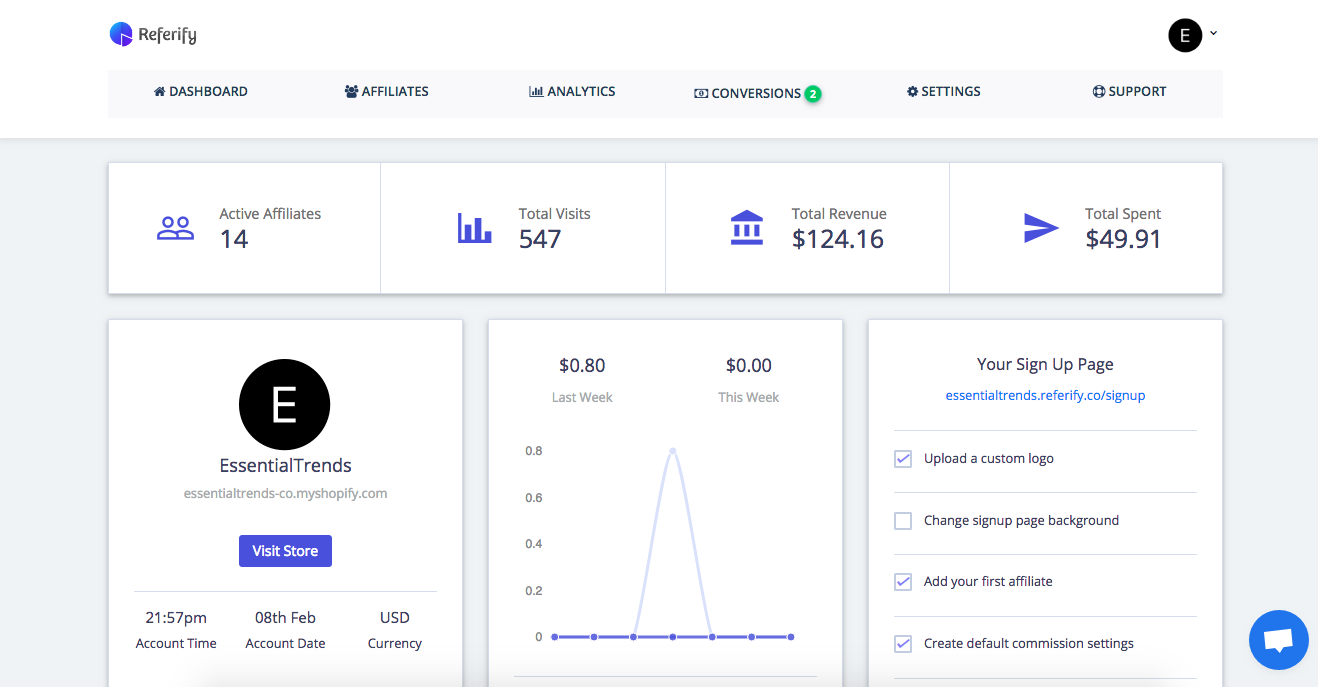 Referify
E
DASHBOARD
AFFILIATES
ANALYTICS
CONVERSIONS 2
SETTINGS
SUPPORT
Active Affiliates
14
Total Visits
547
Total Revenue
$124.16
Total Spent
$49.91
E
EssentialTrends
essentialtrends-co.myshopify.com
Visit Store
21:57pm
Account Time
08th Feb
Account Date
USD
Currency
$0.80
Last Week
$0.00
This Week
0.8
0.6
0.4
0.2
0
Your Sign Up Page
essentialtrends.referify.co/signup
Upload a custom logo
Change signup page background
Add your first affiliate
Create default commission settings